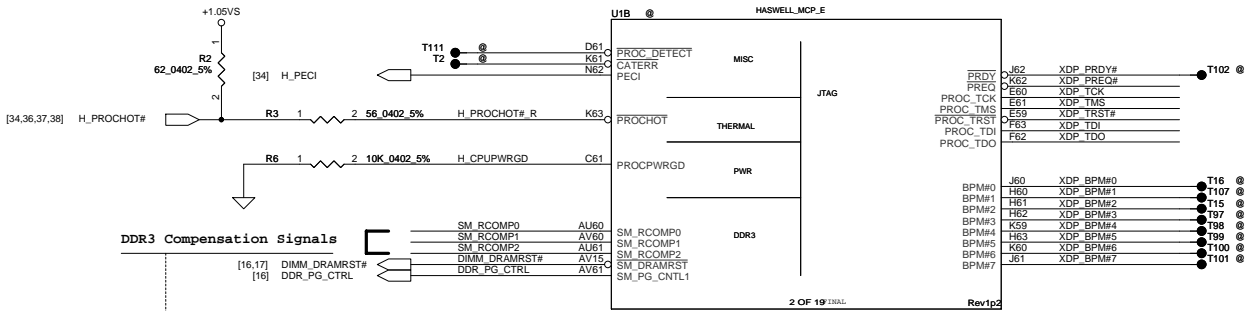 +1.05VS
U1B @
HASWELL_MCP_E
1
R2
62_0402_5%
2
T111 @
T2 @
D61
K61
N62
PROC_DETECT
CATERR
PECI
MISC
[34] H_PECI
JTAG
PRDY
PREQ
PROC_TCK
PROC_TMS
PROC_TRST
PROC_TDI
PROC_TDO
J62 XDP_PRDY# T102 @
K62 XDP_PREQ#
E60 XDP_TCK
E61 XDP_TMS
E59 XDP_TRST#
F63 XDP_TDI
F62 XDP_TDO
[34,36,37,38] H_PROCHOT#
R3 1 2 56_0402_5% H_PROCHOT#_R K63 PROCHOT
THERMAL
R6 1 2 10K_0402_5% H_CPUPWRGD C61 PROCPWRGD
PWR
BPM#0 J60 XDP_BPM#0 T16 @
BPM#1 H60 XDP_BPM#1 T107 @
BPM#2 H61 XDP_BPM#2 T15 @
BPM#3 H62 XDP_BPM#3 T97 @
BPM#4 K59 XDP_BPM#4 T98 @
BPM#5 H63 XDP_BPM#5 T99 @
BPM#6 K60 XDP_BPM#6 T100 @
BPM#7 J61 XDP_BPM#7 T101 @
DDR3 Compensation Signals
SM_RCOMP0 AU60 SM_RCOMP0
SM_RCOMP1 AV60 SM_RCOMP1
SM_RCOMP2 AU61 SM_RCOMP2
DDR3
[16,17] DIMM_DRAMRST# DIMM_DRAMRST# AV15 SM_DRAMRST
[16] DDR_PG_CTRL DDR_PG_CTRL AV61 SM_PG_CNTL1
2 OF 19 FINAL
Rev1p2